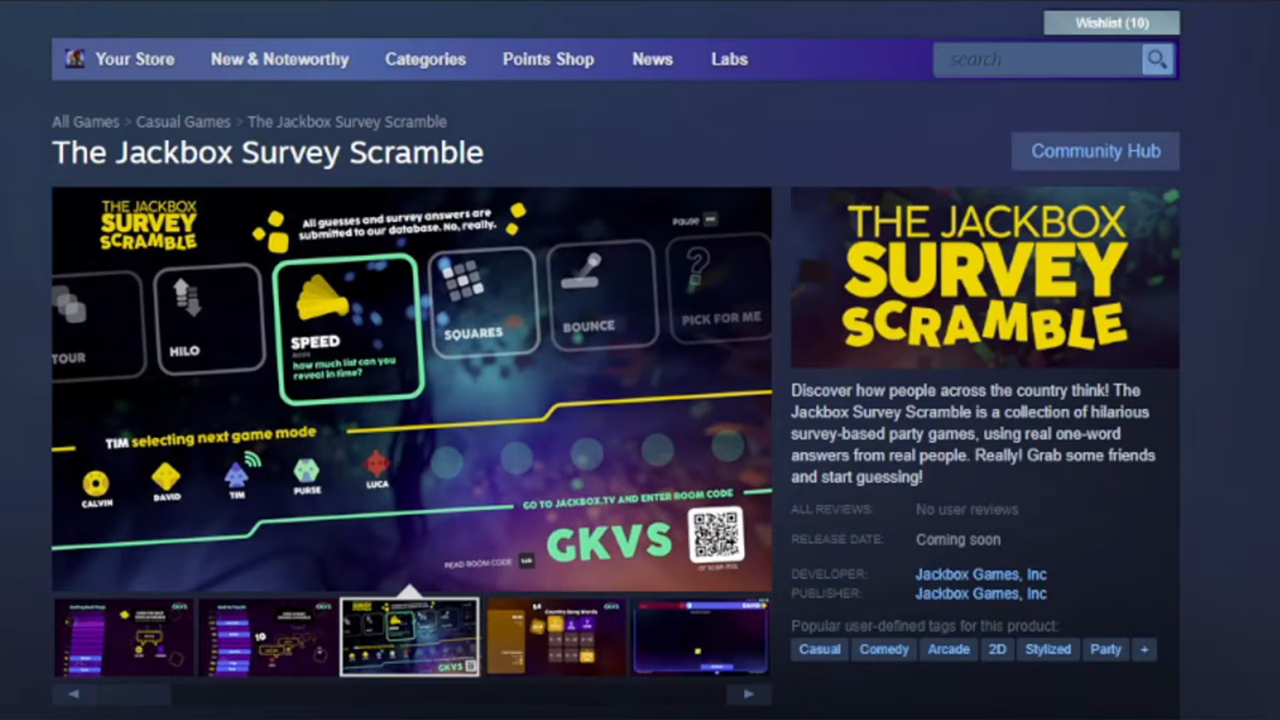 Wishlist (10)
Your Store New & Noteworthy Categories Points Shop News Labs search
All Games > Casual Games > The Jackbox Survey Scramble
The Jackbox Survey Scramble
Community Hub
THE JACKBOX
SURVEY
SCRAMBLE
All guesses and survey answers are
submitted to our database. No, really.
Pause
TOUR
HILO
SPEED
how much list can you
reveal in time?
SQUARES
BOUNCE
PICK FOR ME
TIM selecting next game mode
CALVIN
DAVID
TIM
PURSE
LUCA
GO TO JACKBOX.TV AND ENTER ROOM CODE
GKVS
READ ROOM CODE
or scan this
THE JACKBOX
SURVEY
SCRAMBLE
Discover how people across the country think! The
Jackbox Survey Scramble is a collection of hilarious
survey-based party games, using real one-word
answers from real people. Really! Grab some friends
and start guessing!
ALL REVIEWS: No user reviews
RELEASE DATE: Coming soon
DEVELOPER: Jackbox Games, Inc
PUBLISHER: Jackbox Games, Inc
Popular user-defined tags for this product:
Casual Comedy Arcade 2D Stylized Party +